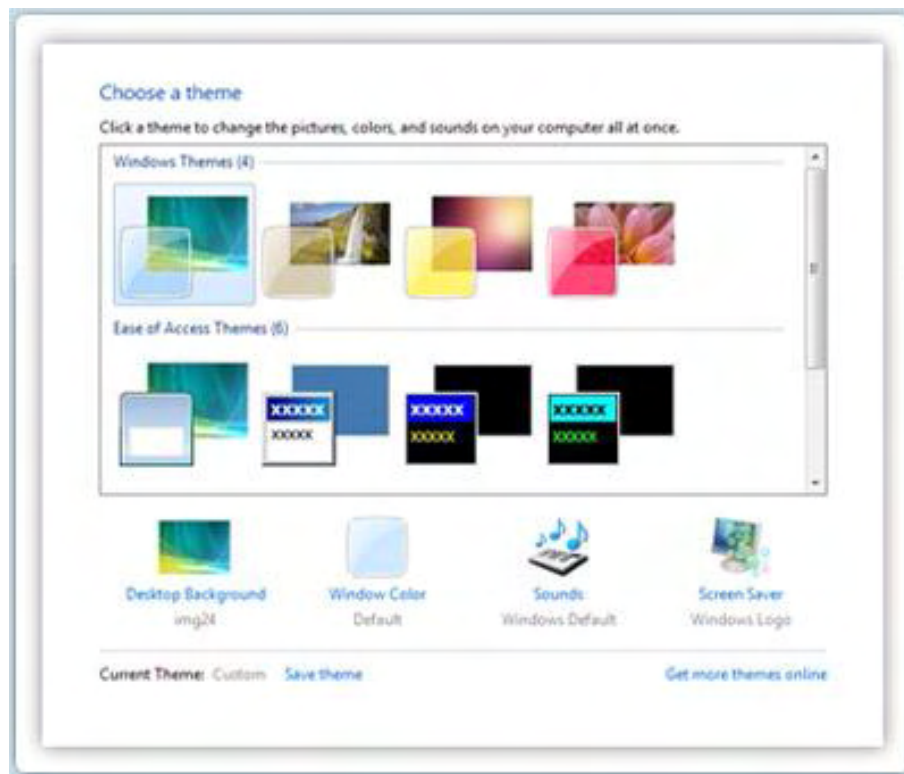 Choose a theme
Click a theme to change the pictures, colors, and sounds on your computer all at once.
Windows Themes (4)
Ease of Access Themes (6)
XXXXX XXXXX XXXXX
XXXXX XXXXX XXXXX
Desktop Background Window Color Sounds Screen Saver
img24 Default Windows Default Windows Logo
Current Theme: Custom Save theme Get more themes online